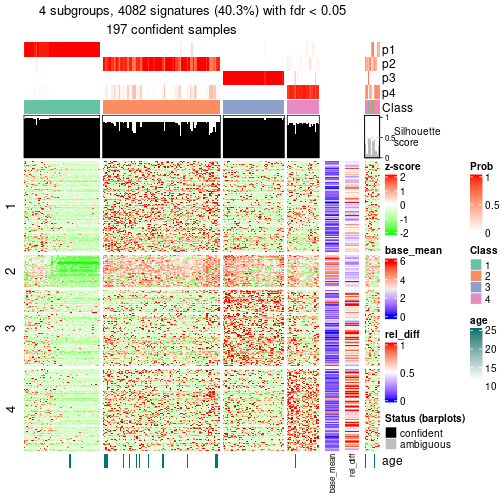 4 subgroups, 4082 signatures (40.3%) with fdr < 0.05
197 confident samples
p1
p2
p3
p4
Class
1
0.5
0
Silhouette
score
1
2
3
4
age
base_mean
rel_diff
z-score
2
1
0
-1
-2
base_mean
6
4
2
0
rel_diff
1
0.5
0
Status (barplots)
confident
ambiguous
Prob
1
0.5
0
Class
1
2
3
4
age
25
20
15
10